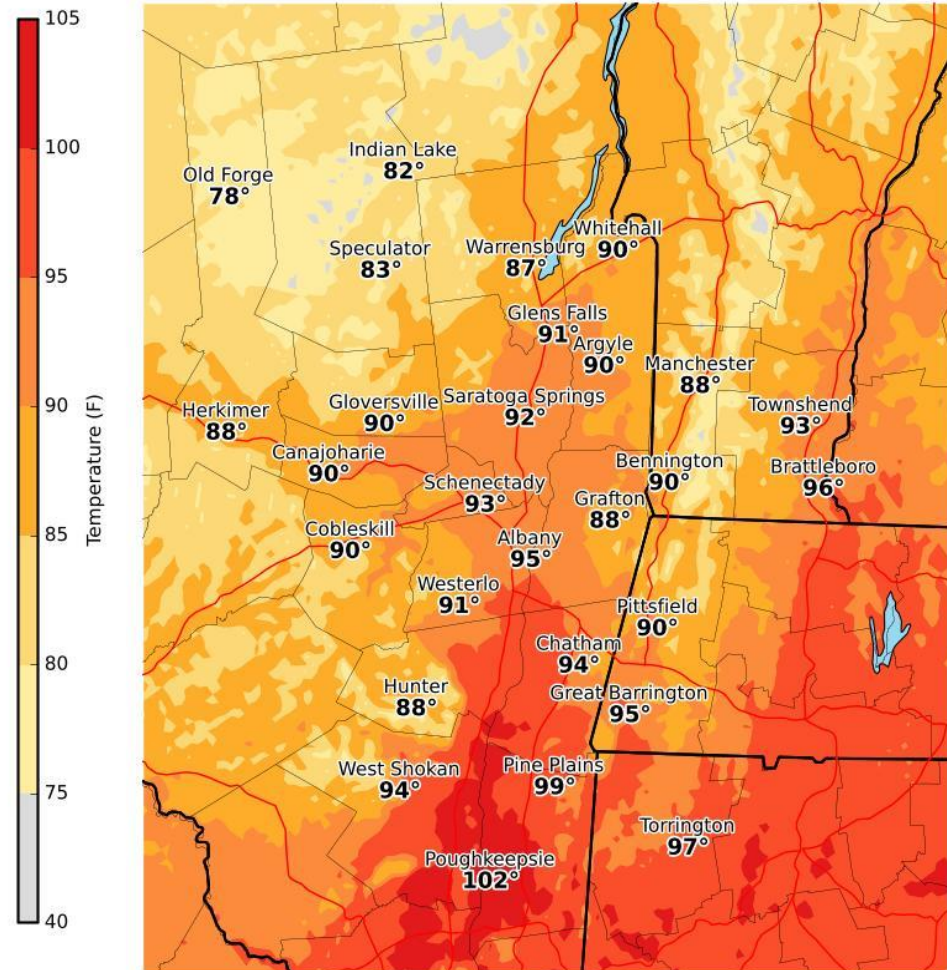 105
100
95
90
85
80
75
40
Temperature (F)
Indian Lake
82°
Old Forge
78°
Whitehall
90°
Speculator
83°
Warrensburg
87°
Glens Falls
91°
Argyle
90°
Manchester
88°
Saratoga Springs
92°
Gloversville
90°
Townshend
93°
Herkimer
88°
Canajoharie
90°
Bennington
90°
Brattleboro
96°
Schenectady
93°
Grafton
88°
Cobleskill
90°
Albany
95°
Westerlo
91°
Pittsfield
90°
Chatham
94°
Hunter
88°
Great Barrington
95°
West Shokan
94°
Pine Plains
99°
Torrington
97°
Poughkeepsie
102°